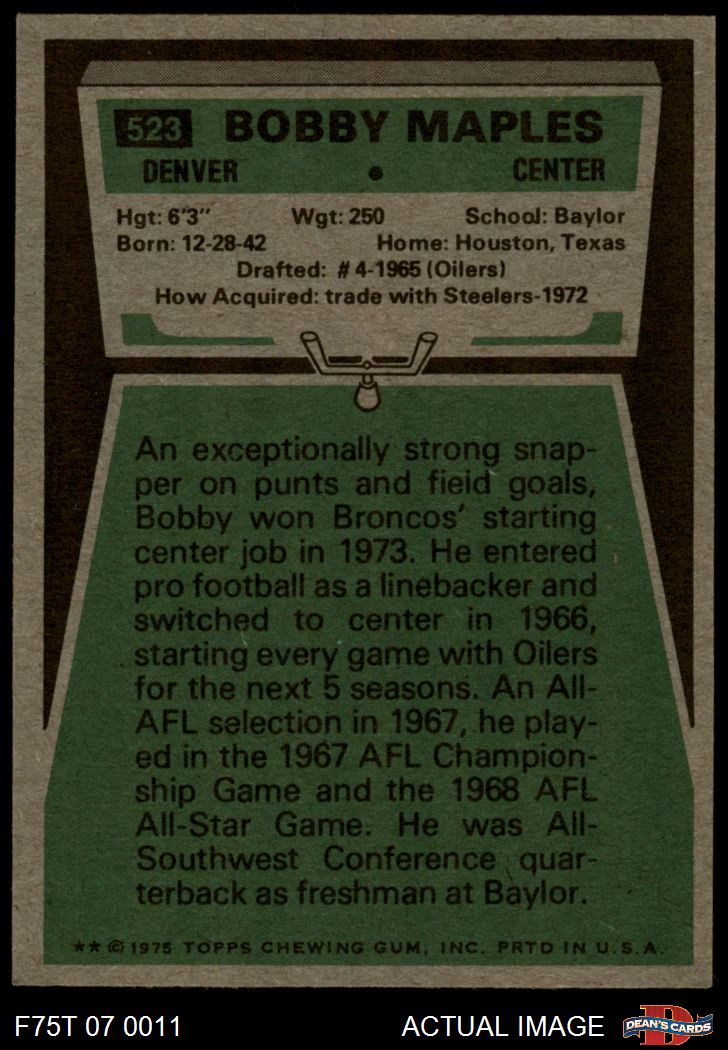 523 BOBBY MAPLES
DENVER • CENTER
Hgt: 6'3" Wgt: 250 School: Baylor
Born: 12-28-42 Home: Houston, Texas
Drafted: #4-1965 (Oilers)
How Acquired: trade with Steelers-1972
An exceptionally strong snap-
per on punts and field goals,
Bobby won Broncos' starting
center job in 1973. He entered
pro football as a linebacker and
switched to center in 1966,
starting every game with Oilers
for the next 5 seasons. An All-
AFL selection in 1967, he play-
ed in the 1967 AFL Champion-
ship Game and the 1968 AFL
All-Star Game. He was All-
Southwest Conference quar-
terback as freshman at Baylor.
** © 1975 TOPPS CHEWING GUM, INC. PRTD IN U.S.A.
F75T 07 0011 ACTUAL IMAGE D DEAN'S CARDS